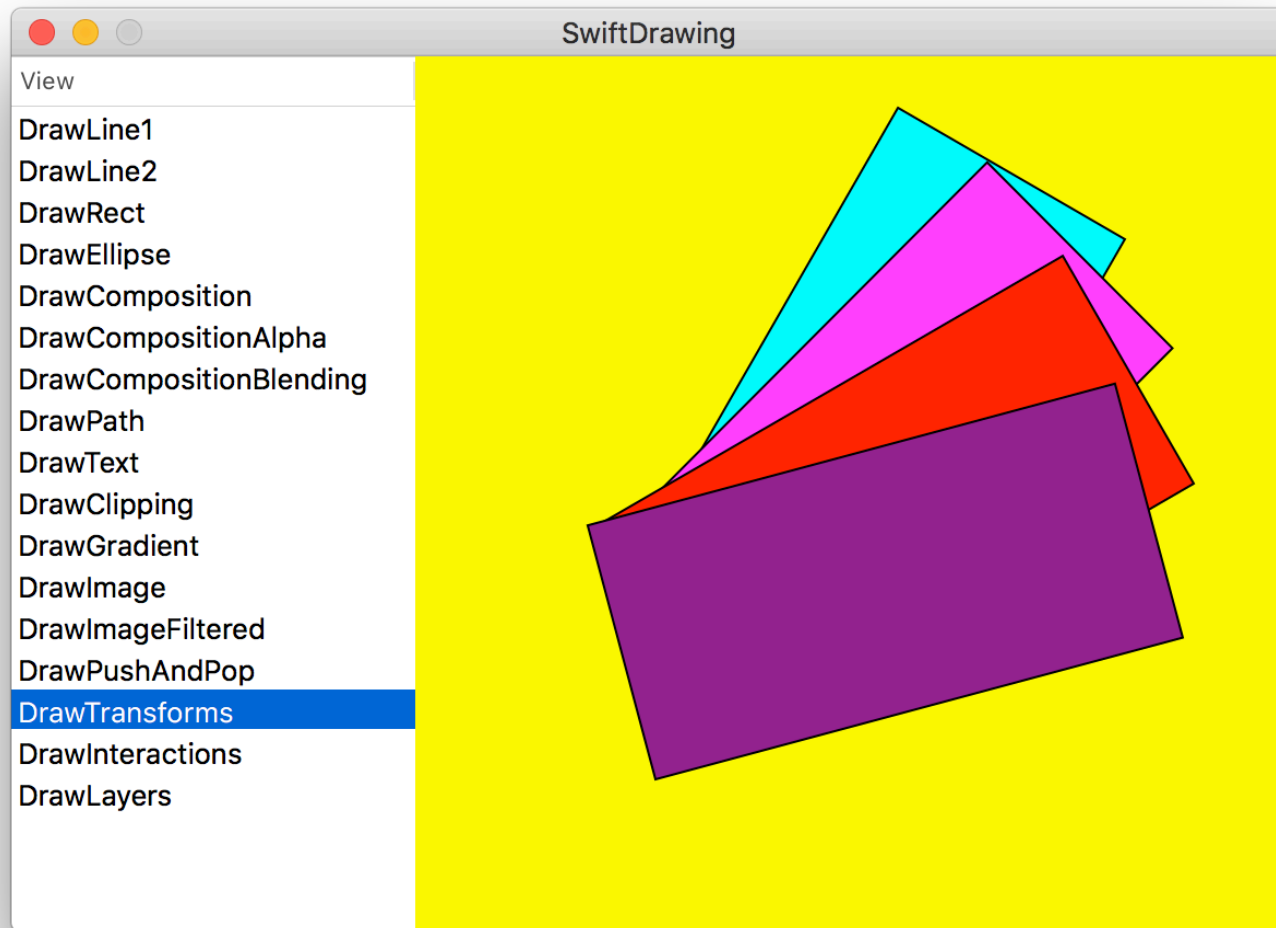 SwiftDrawing
View
DrawLine1
DrawLine2
DrawRect
DrawEllipse
DrawComposition
DrawCompositionAlpha
DrawCompositionBlending
DrawPath
DrawText
DrawClipping
DrawGradient
DrawImage
DrawImageFiltered
DrawPushAndPop
DrawTransforms
DrawInteractions
DrawLayers